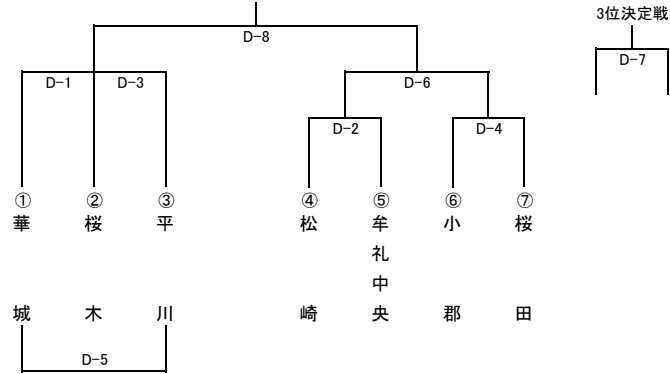 3位決定戦
D-8
D-7
D-1
D-3
D-6
D-2
D-4
①
華城
②
桜木
③
平川
④
松崎
⑤
牟礼中央
⑥
小郡
⑦
桜田
D-5